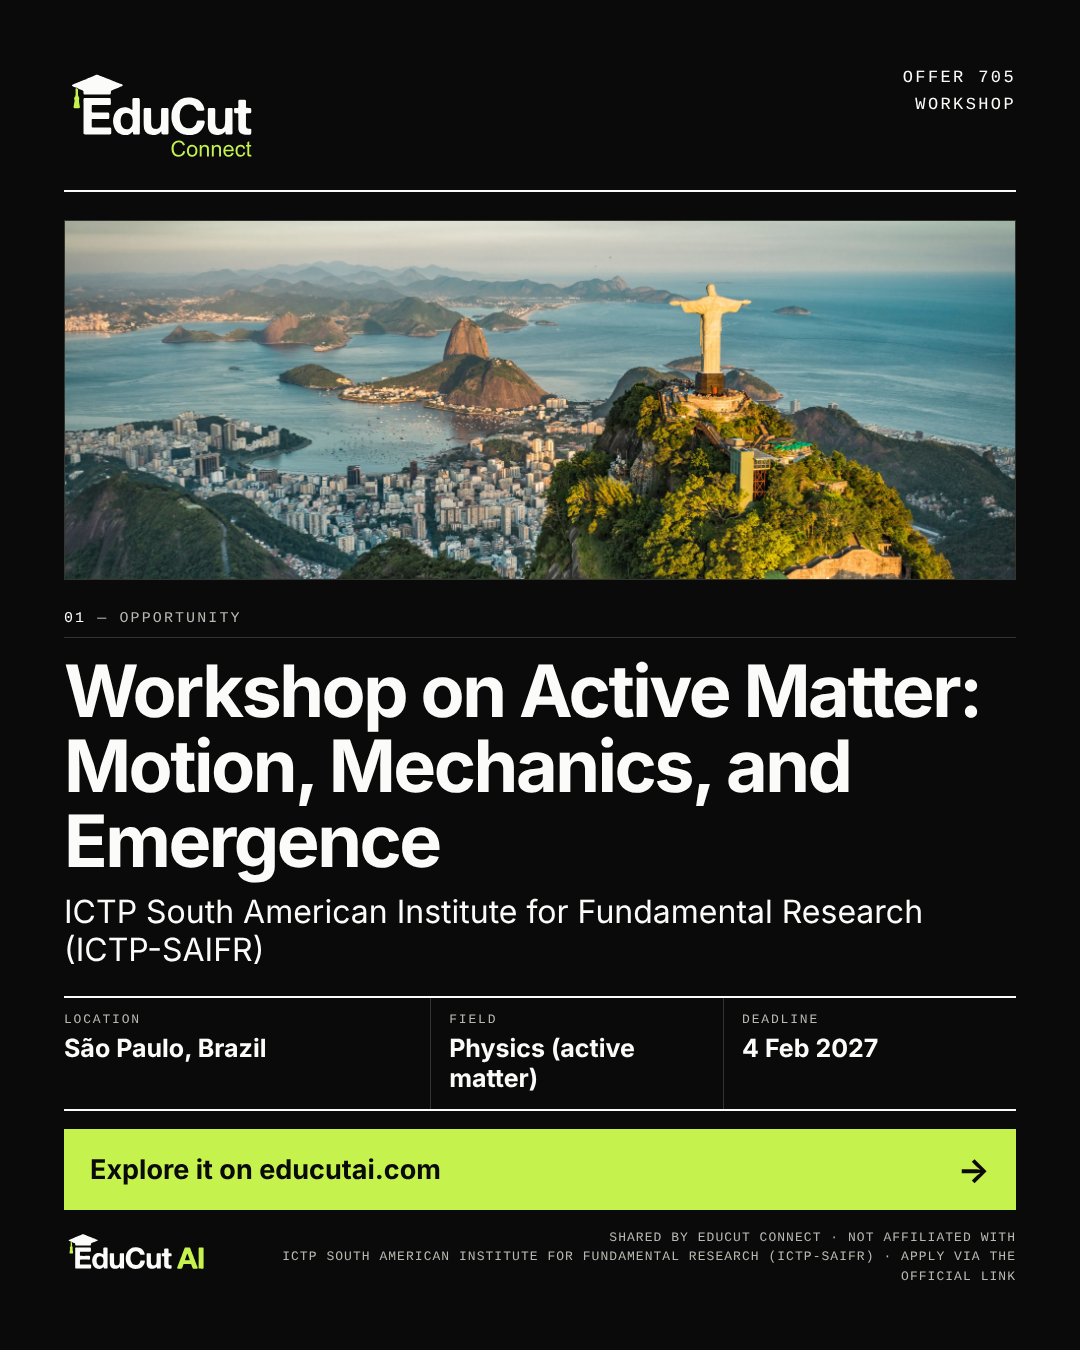 EduCut
Connect
OFFER 705
WORKSHOP
01 — OPPORTUNITY
Workshop on Active Matter:
Motion, Mechanics, and
Emergence
ICTP South American Institute for Fundamental Research
(ICTP-SAIFR)
LOCATION
São Paulo, Brazil
FIELD
Physics (active
matter)
DEADLINE
4 Feb 2027
Explore it on educutai.com →
EduCut AI
SHARED BY EDUCUT CONNECT · NOT AFFILIATED WITH
ICTP SOUTH AMERICAN INSTITUTE FOR FUNDAMENTAL RESEARCH (ICTP-SAIFR) · APPLY VIA THE
OFFICIAL LINK